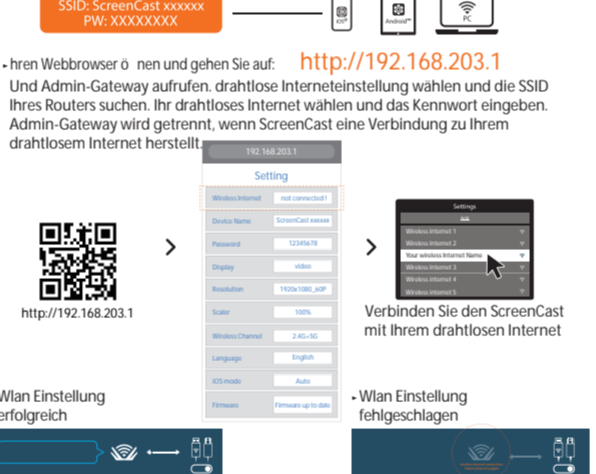 SSID: ScreenCast xxxxxx
PW: XXXXXXXX
iOS®
Android™
PC
hren Webbrowser ö nen und gehen Sie auf: http://192.168.203.1
Und Admin-Gateway aufrufen. drahtlose Interneteinstellung wählen und die SSID
Ihres Routers suchen. Ihr drahtloses Internet wählen und das Kennwort eingeben.
Admin-Gateway wird getrennt, wenn ScreenCast eine Verbindung zu Ihrem
drahtlosem Internet herstellt.
http://192.168.203.1
192.168.203.1
Setting
Wireless Internet not connected!
Device Name ScreenCast xxxxxx
Password 12345678
Display video
Resolution 1920x1080_60P
Scaler 100%
Wireless Channel 2.4G+5G
Language English
iOS mode Auto
Firmware Firmware up to date
Settings
Wireless Internet 1
Wireless Internet 2
Your wireless Internet Name
Wireless Internet 3
Wireless Internet 4
Wireless Internet 5
Verbinden Sie den ScreenCast
mit Ihrem drahtlosen Internet
Wlan Einstellung
erfolgreich
Wlan Einstellung
fehlgeschlagen